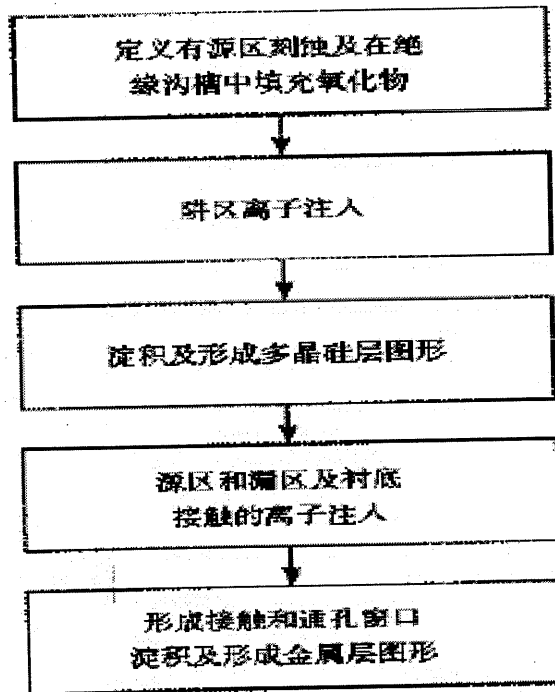 定义有源区刻蚀及在绝
缘沟槽中填充氧化物
阱区离子注入
淀积及形成多晶硅层图形
源区和漏区及衬底
接触的离子注入
形成接触和通孔窗口
淀积及形成金属层图形